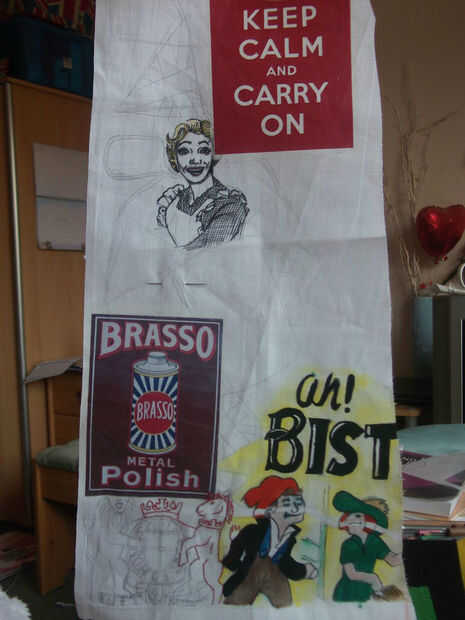 KEEP
CALM
AND
CARRY
ON
BRASSO
BRASSO
METAL
Polish
ah!
BIST